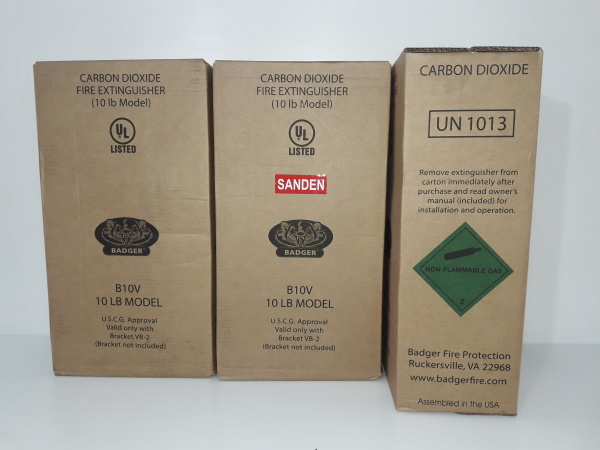 CARBON DIOXIDE
FIRE EXTINGUISHER
(10 lb Model)
UL
LISTED
BADGER
B10V
10 LB MODEL
U.S.C.G. Approval
Valid only with
Bracket VB-2
(Bracket not included)
CARBON DIOXIDE
FIRE EXTINGUISHER
(10 lb Model)
UL
LISTED
SANDEN
BADGER
B10V
10 LB MODEL
U.S.C.G. Approval
Valid only with
Bracket VB-2
(Bracket not included)
CARBON DIOXIDE
UN 1013
Remove extinguisher from
carton immediately after
purchase and read owner's
manual (included) for
installation and operation.
NON-FLAMMABLE GAS
2
Badger Fire Protection
Ruckersville, VA 22968
www.badgerfire.com
Assembled in the USA